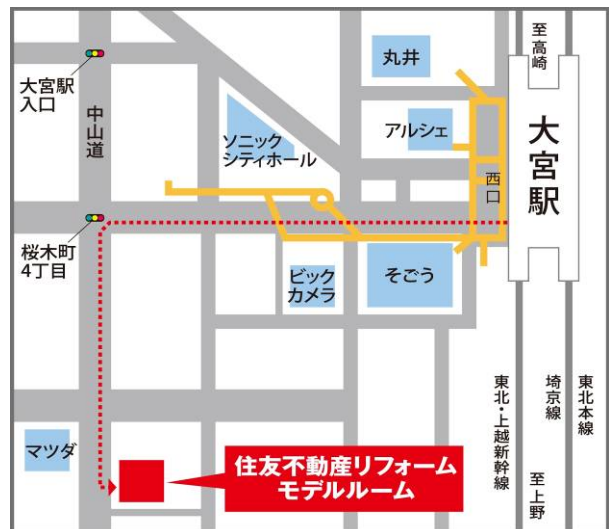 至高崎
丸井
大宮駅
入口
中山道
アルシェ
大宮駅
ソニック
シティホール
西口
桜木町
4丁目
ビック
カメラ
そごう
東北・上越新幹線
埼京線
東北本線
マツダ
住友不動産リフォーム
モデルルーム
至上野